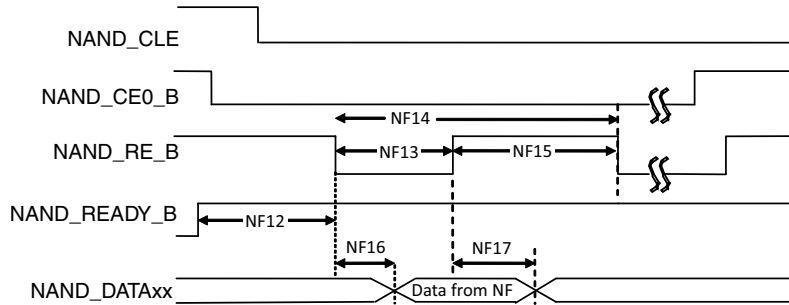 NAND_CLE
NAND_CE0_B
NF14
NAND_RE_B
NF13
NF15
NAND_READY_B
NF12
NF16
NF17
NAND_DATAxx
Data from NF